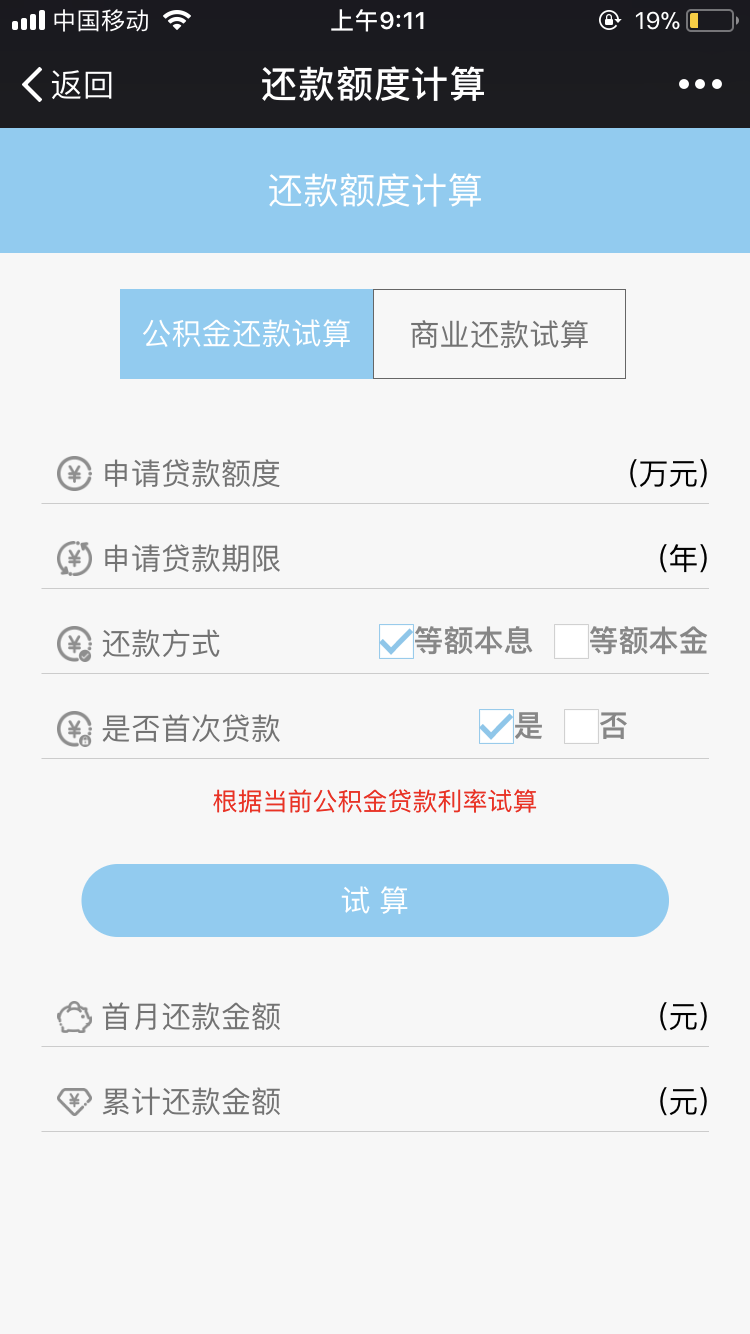 中国移动 上午9:11 19%
返回 还款额度计算
还款额度计算
公积金还款试算 商业还款试算
申请贷款额度 (万元)
申请贷款期限 (年)
还款方式 等额本息 等额本金
是否首次贷款 是 否
根据当前公积金贷款利率试算
试 算
首月还款金额 (元)
累计还款金额 (元)